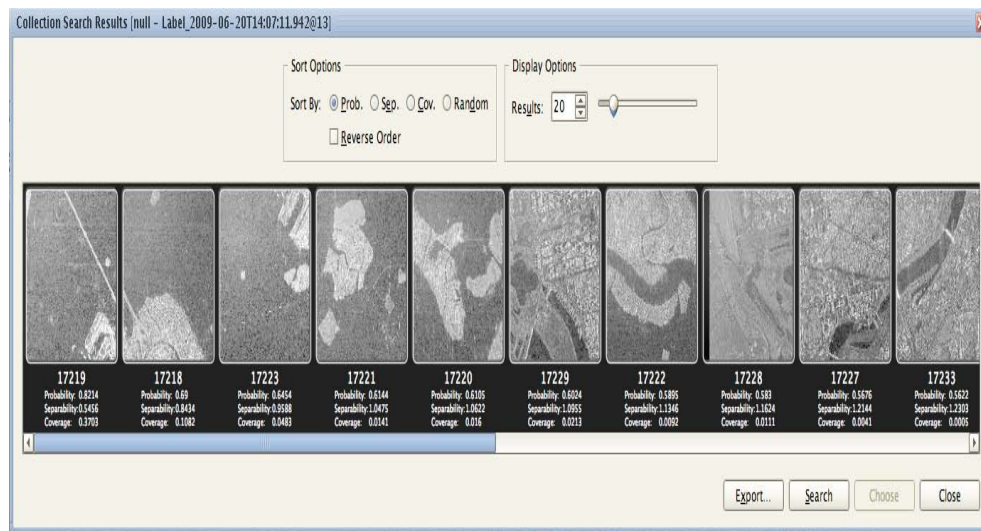 Collection Search Results [null - Label_2009-06-20T14:07:11.942@13]
Sort Options
Display Options
Sort By: Prob. Sep. Cov. Random
Results: 20
Reverse Order
17219 17218 17223 17221 17220 17229 17222 17228 17227 17233
Probability: 0.8214 Probability: 0.69 Probability: 0.6454 Probability: 0.6144 Probability: 0.6105 Probability: 0.6024 Probability: 0.5895 Probability: 0.583 Probability: 0.5676 Probability: 0.5622
Separability:0.5456 Separability:0.8434 Separability:0.9588 Separability:1.0475 Separability:1.0622 Separability:1.0955 Separability:1.1346 Separability:1.1624 Separability:1.2144 Separability:1.2303
Coverage: 0.3703 Coverage: 0.1082 Coverage: 0.0483 Coverage: 0.0141 Coverage: 0.016 Coverage: 0.0213 Coverage: 0.0092 Coverage: 0.0111 Coverage: 0.0041 Coverage: 0.0005
Export... Search Choose Close